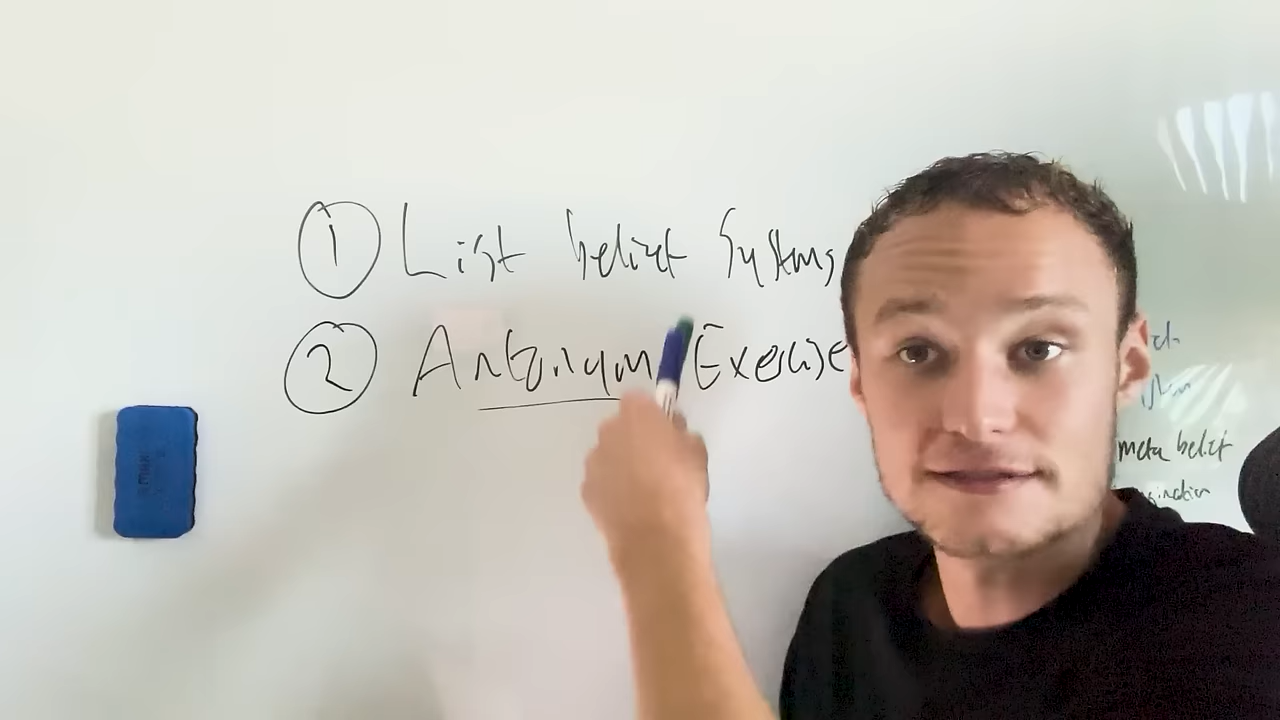 ① List belief Systems
② Antonym Exercise
meta belief